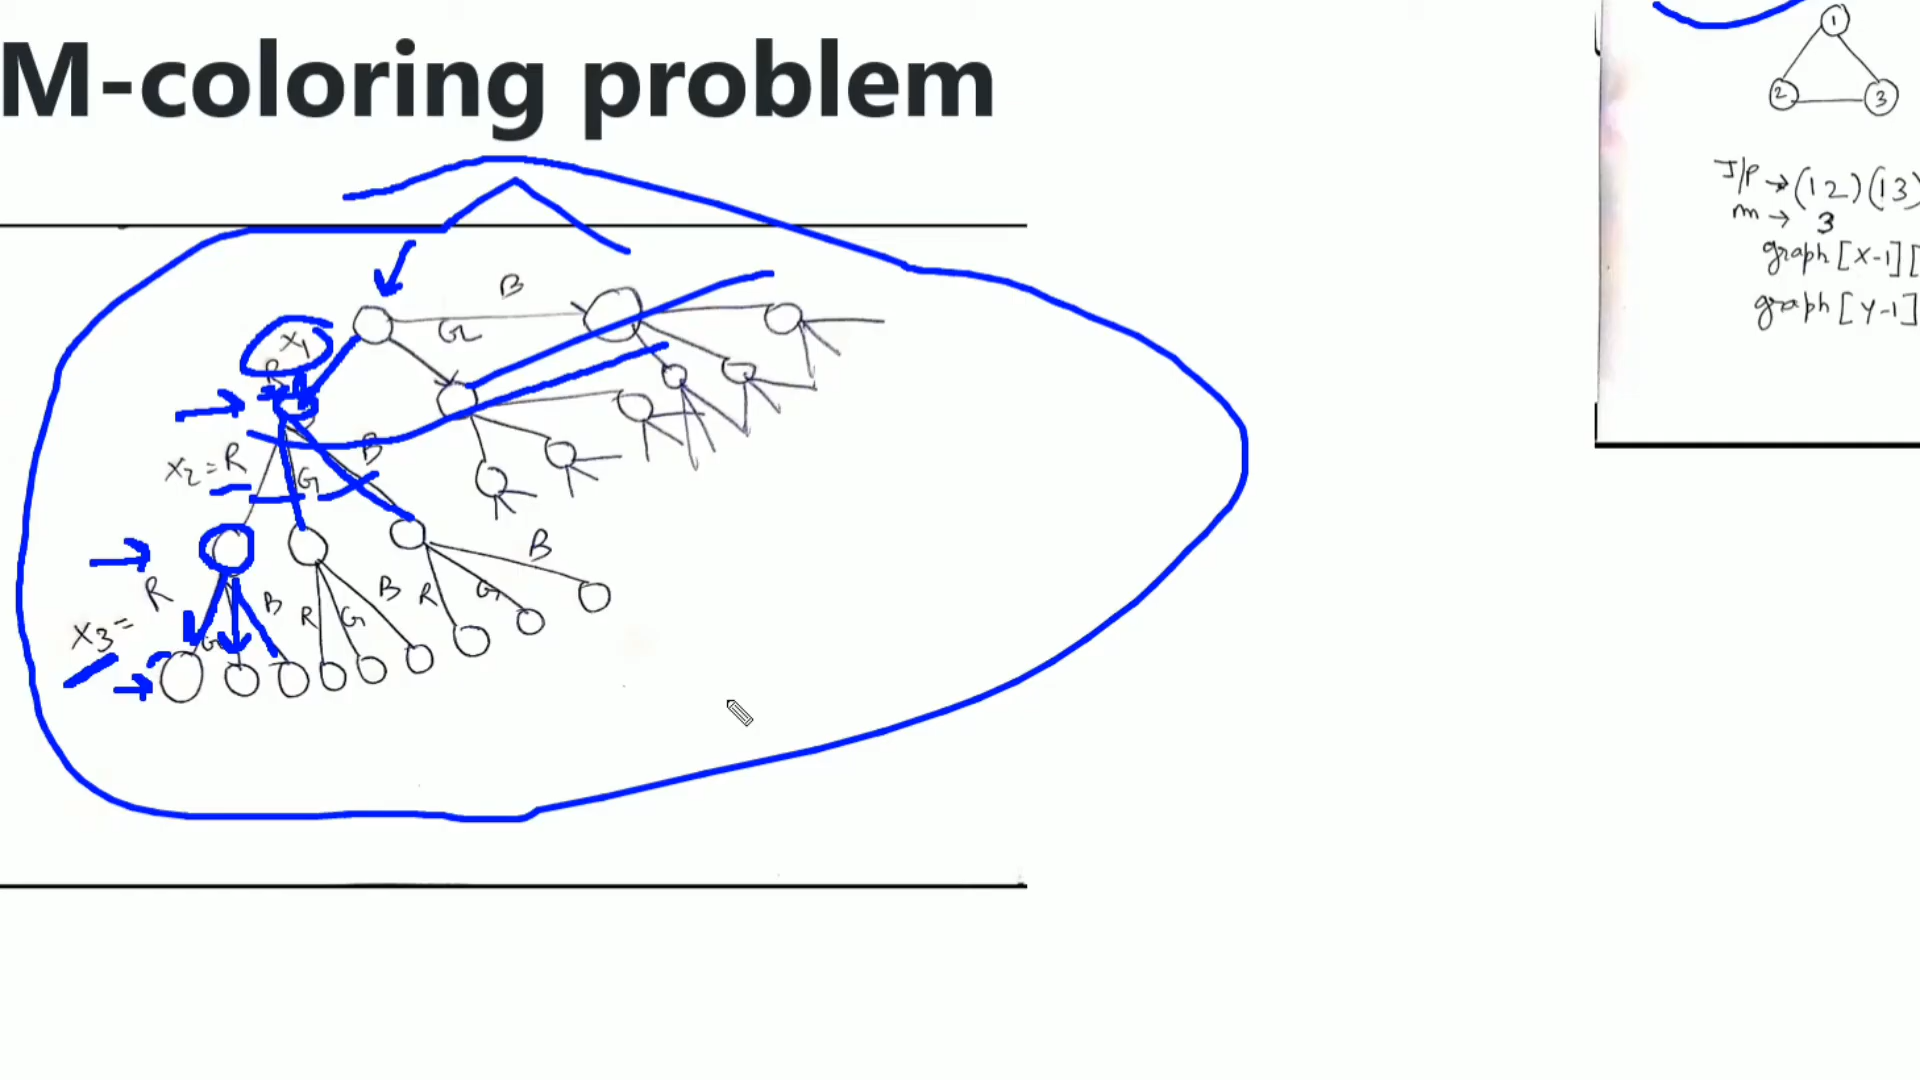 M-coloring problem
B
G
X1
R
X2 = R
G
B
B
R
X3 =
G
B
R
G
B
R
G
1
2
3
I/P → (1 2) (1 3)
m → 3
graph [X-1] [
graph [Y-1]